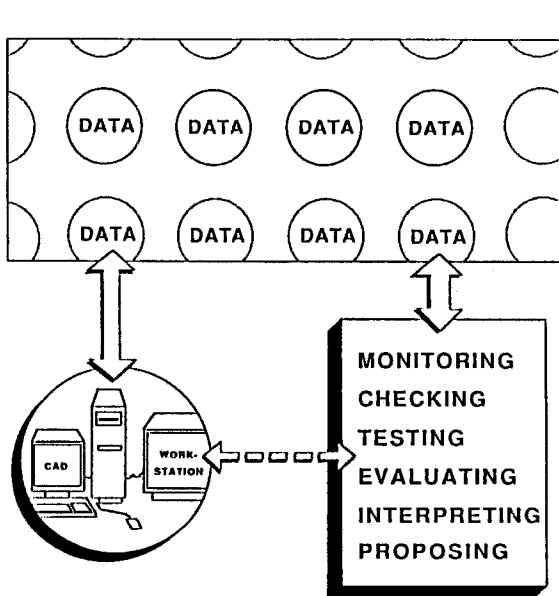 DATA DATA DATA DATA
DATA DATA DATA DATA
MONITORING
CHECKING
TESTING
EVALUATING
INTERPRETING
PROPOSING
CAD
WORK-
STATION